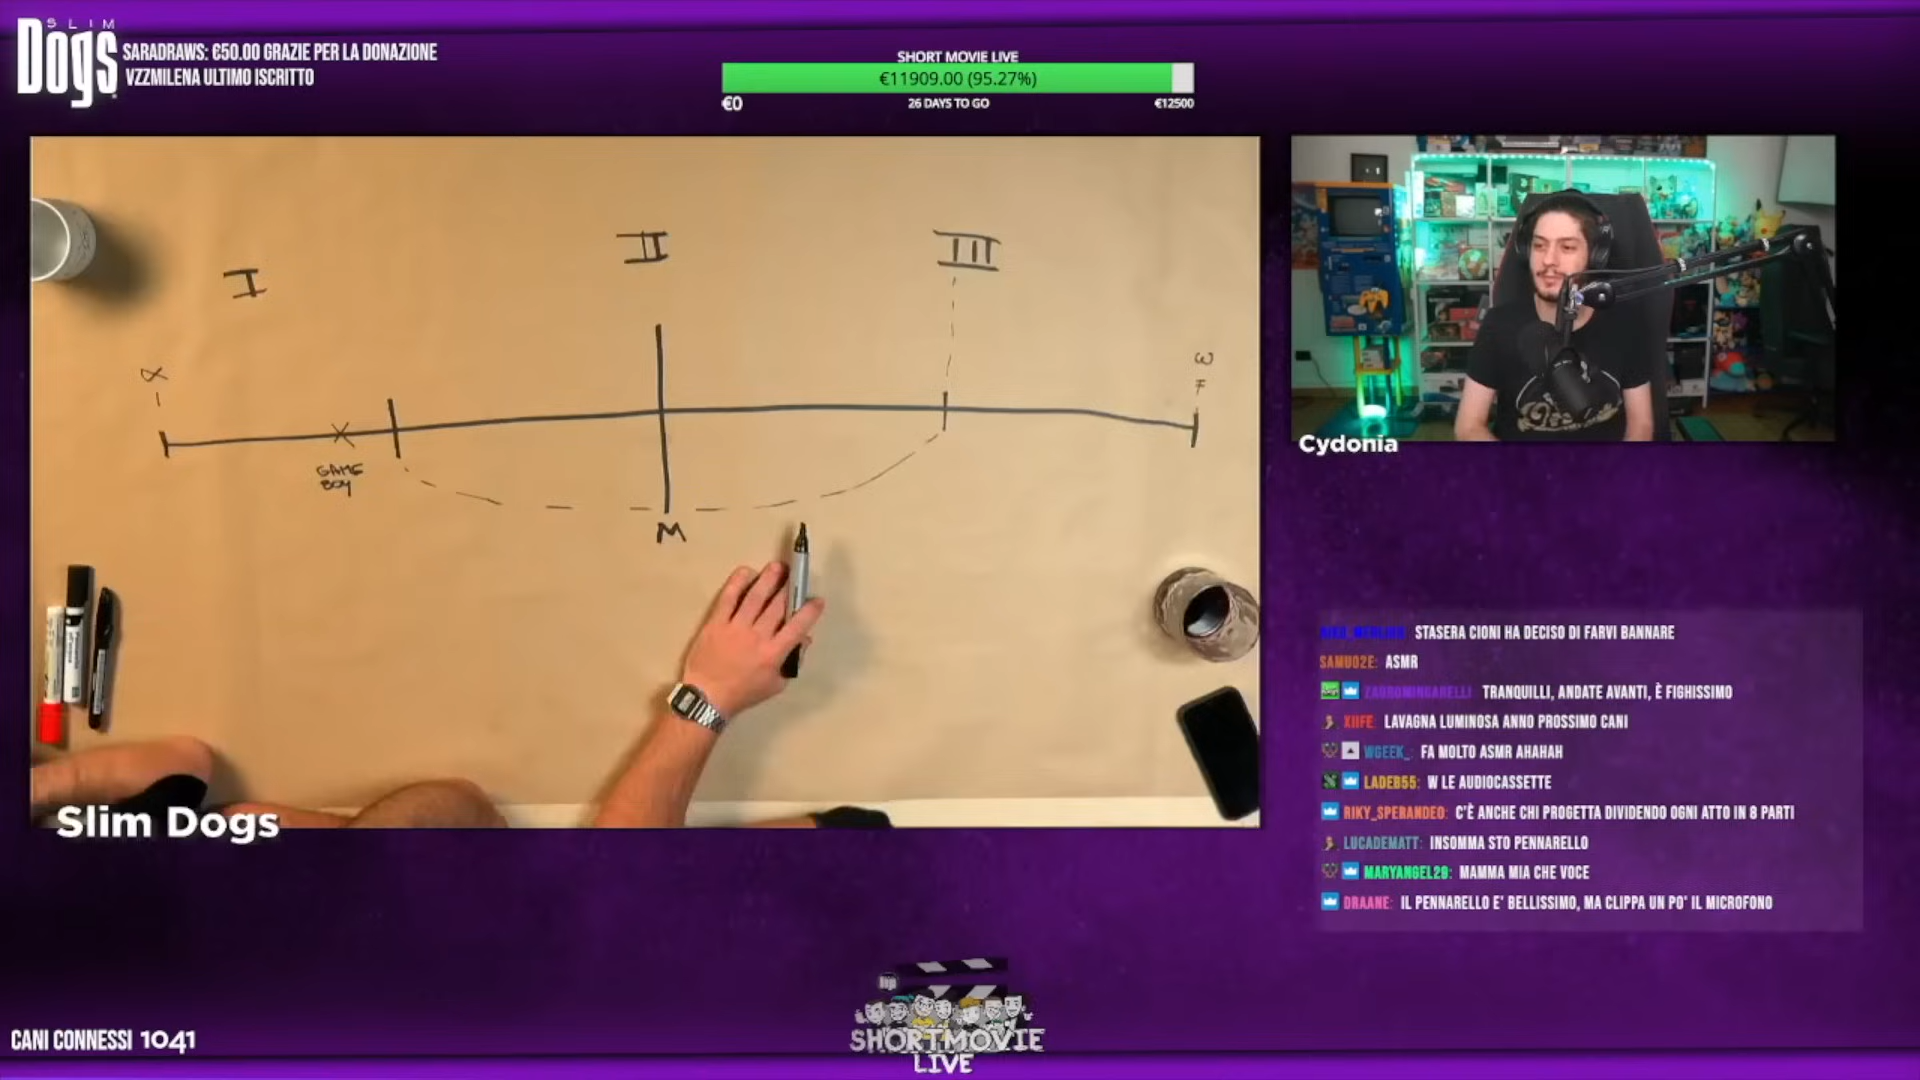 SLIM
Dogs
SARADRAWS: €50.00 GRAZIE PER LA DONAZIONE
VZZMILENA ULTIMO ISCRITTO
SHORT MOVIE LIVE
€11909.00 (95.27%)
€0
26 DAYS TO GO
€12500
I
II
III
α
ω
F
GAME
BOY
M
Slim Dogs
Cydonia
STASERA CIONI HA DECISO DI FARVI BANNARE
SAMU02E: ASMR
TRANQUILLI, ANDATE AVANTI, È FIGHISSIMO
XIIFE: LAVAGNA LUMINOSA ANNO PROSSIMO CANI
WGEEK_: FA MOLTO ASMR AHAHAH
LADEB55: W LE AUDIOCASSETTE
RIKY_SPERANDEO: C'È ANCHE CHI PROGETTA DIVIDENDO OGNI ATTO IN 8 PARTI
LUCADEMATT: INSOMMA STO PENNARELLO
MARYANGEL28: MAMMA MIA CHE VOCE
DRAANE: IL PENNARELLO E' BELLISSIMO, MA CLIPPA UN PO' IL MICROFONO
SHORTMOVIE
LIVE
CANI CONNESSI 1041